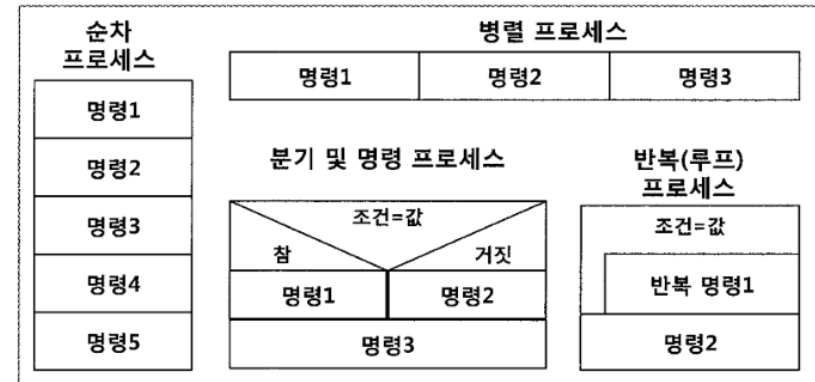 순차
프로세스
명령1
명령2
명령3
명령4
명령5
병렬 프로세스
명령1 명령2 명령3
분기 및 명령 프로세스
조건=값
참 거짓
명령1 명령2
명령3
반복(루프)
프로세스
조건=값
반복 명령1
명령2